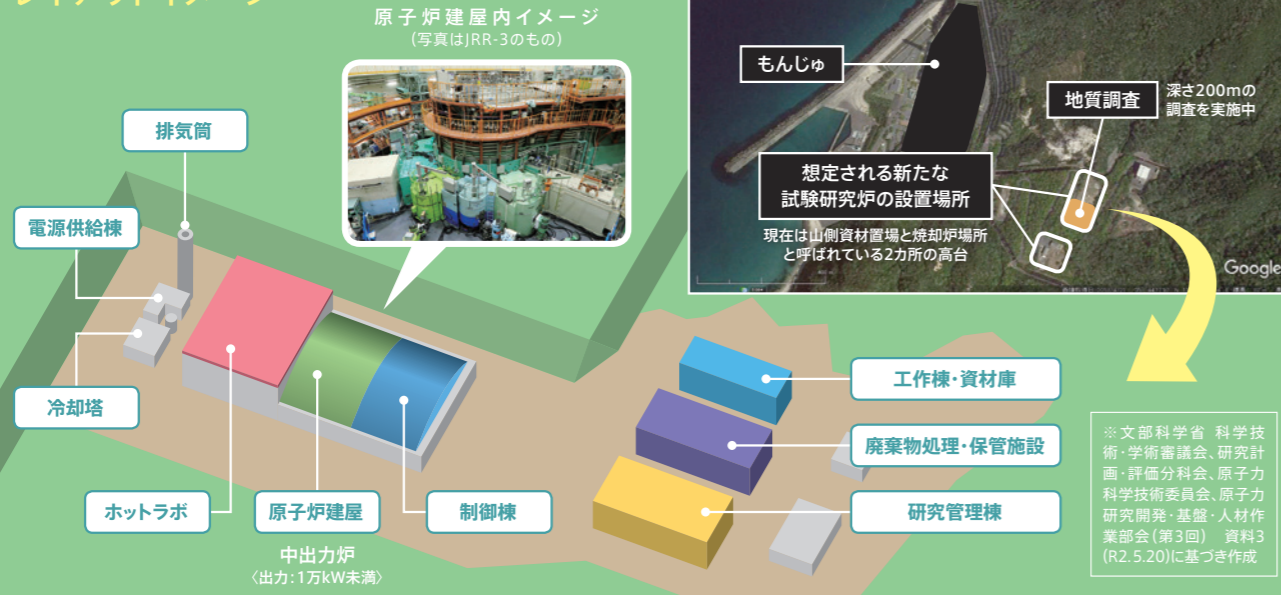 レイアウトイメージ
原子炉建屋内イメージ
(写真はJRR-3のもの)
もんじゅ
地質調査
深さ200mの
調査を実施中
想定される新たな
試験研究炉の設置場所
現在は山側資材置場と焼却炉場所
と呼ばれている2カ所の高台
Google
排気筒
電源供給棟
冷却塔
ホットラボ
原子炉建屋
制御棟
中出力炉
〈出力:1万kW未満〉
工作棟・資材庫
廃棄物処理・保管施設
研究管理棟
※文部科学省 科学技
術・学術審議会、研究計
画・評価分科会、原子力
科学技術委員会、原子力
研究開発・基盤・人材作
業部会(第3回) 資料3
(R2.5.20)に基づき作成